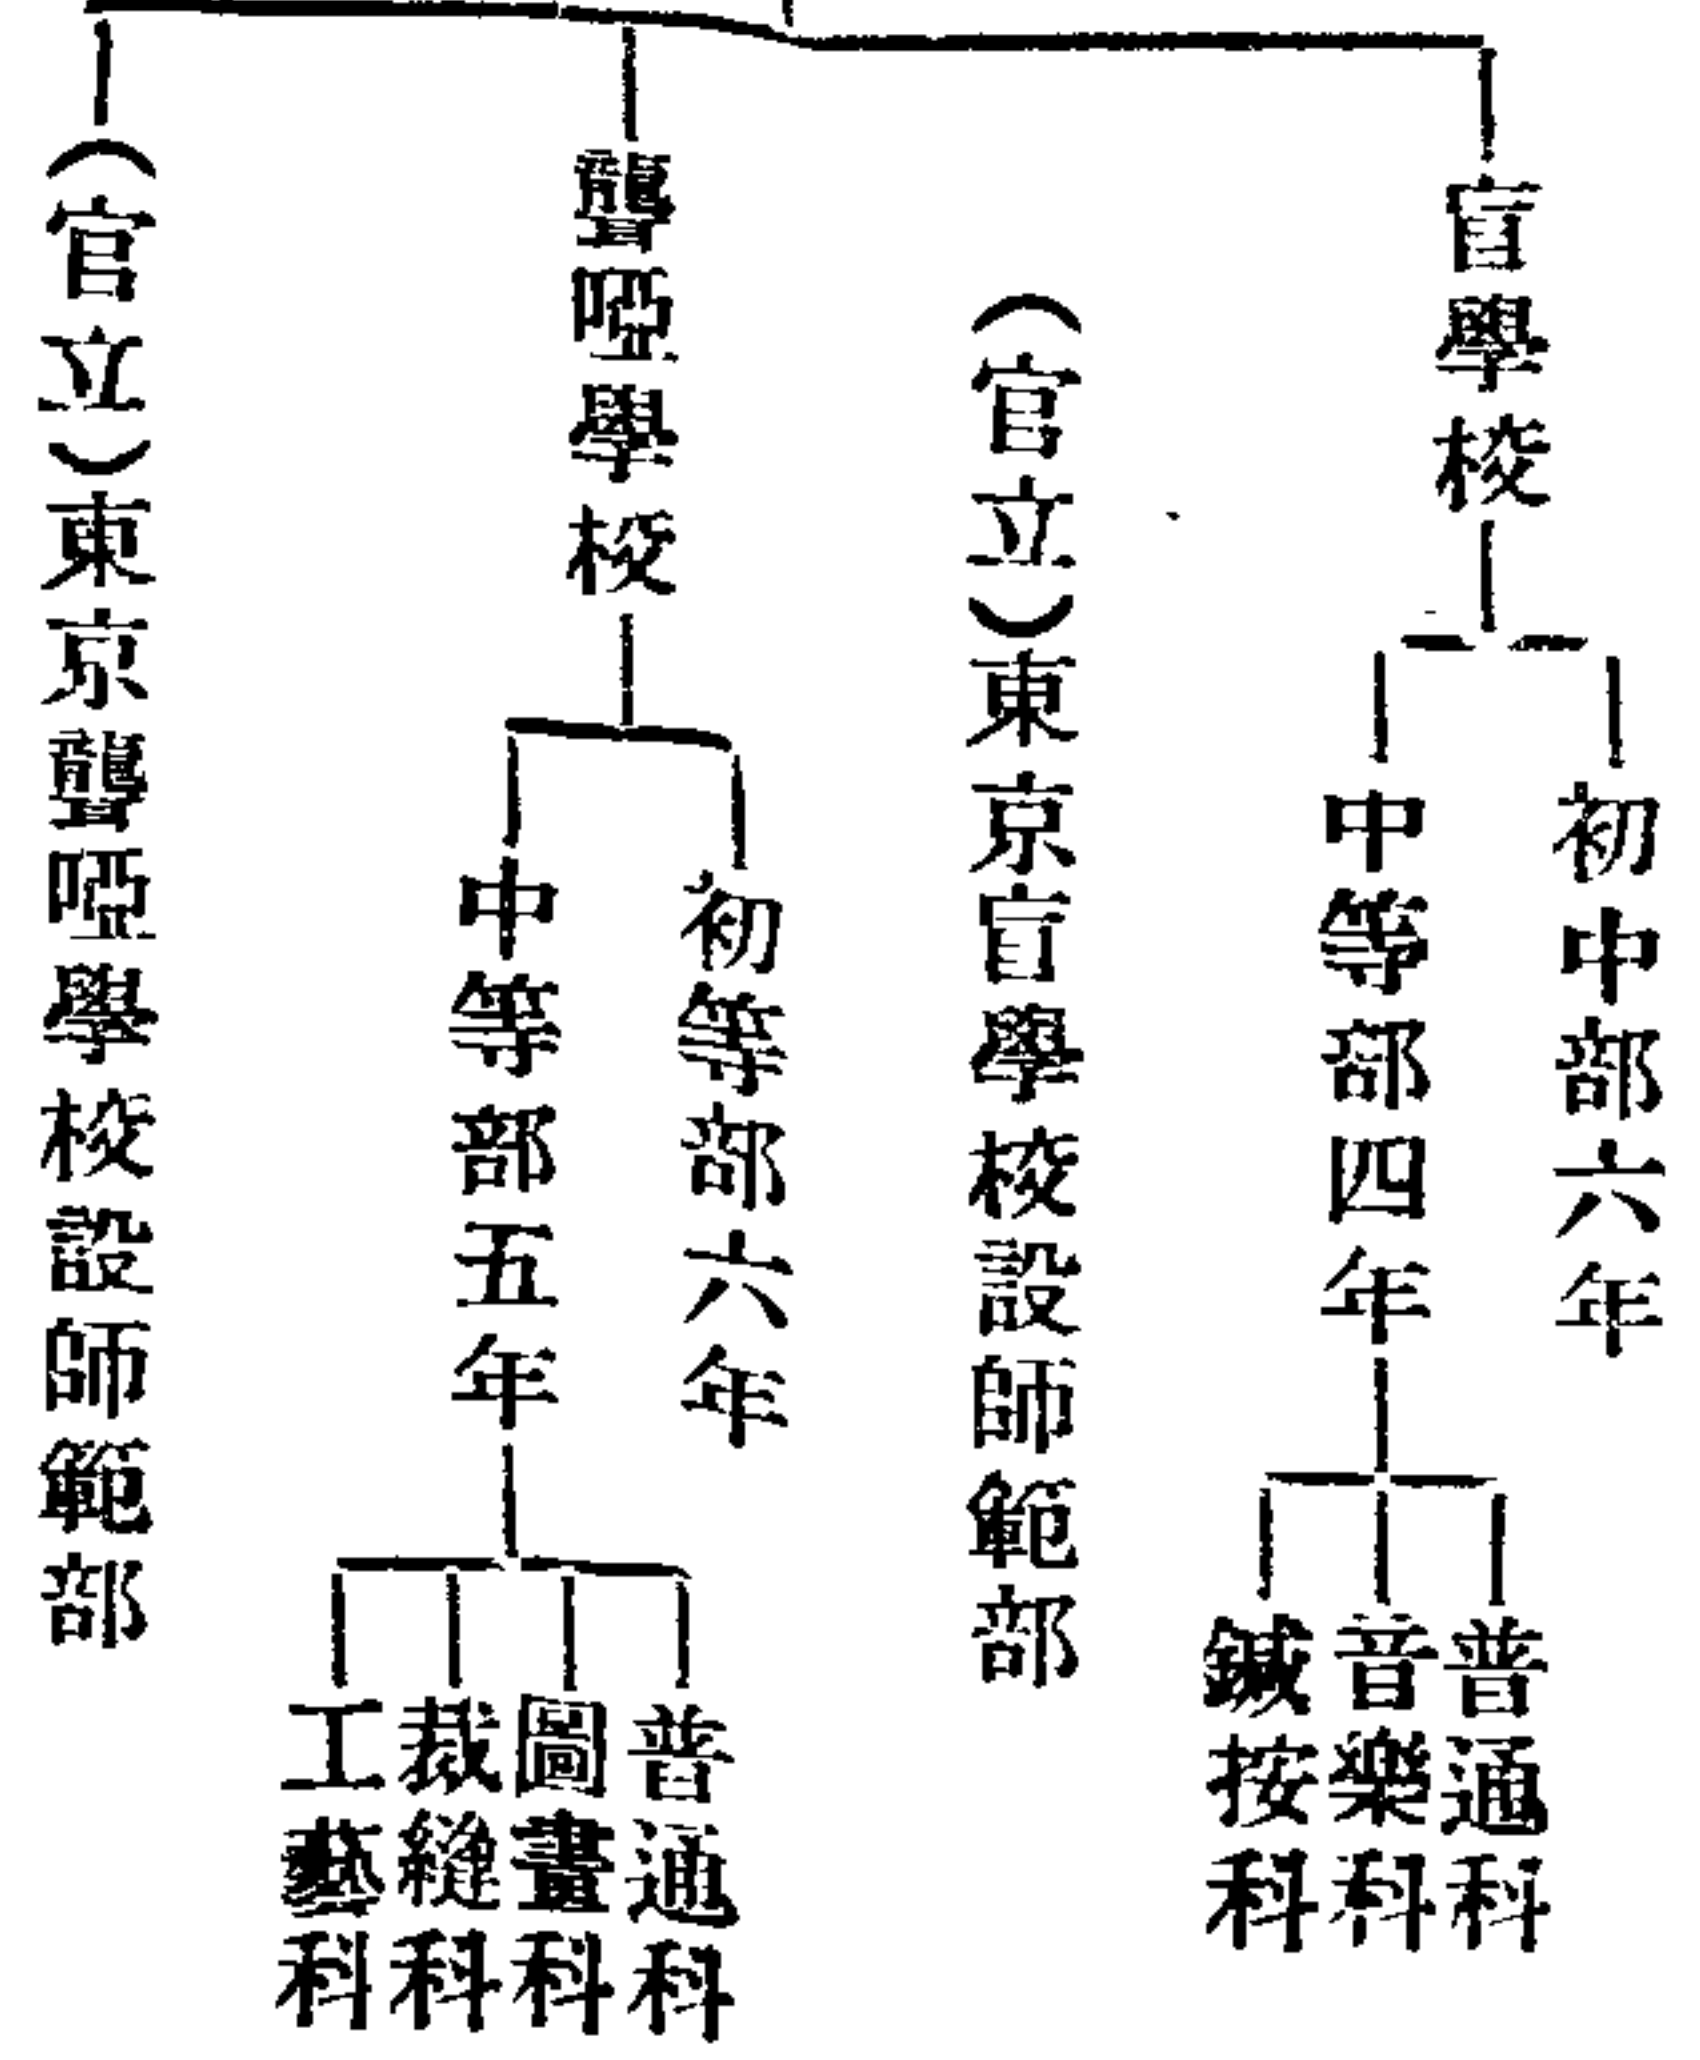 盲學校
初中部六年
中等部四年
普通科
音樂科
鍼按科
（官立）東京盲學校設師範部
聾啞學校
初等部六年
中等部五年
普通科
圖畫科
裁縫科
工藝科
（官立）東京聾啞學校設師範部